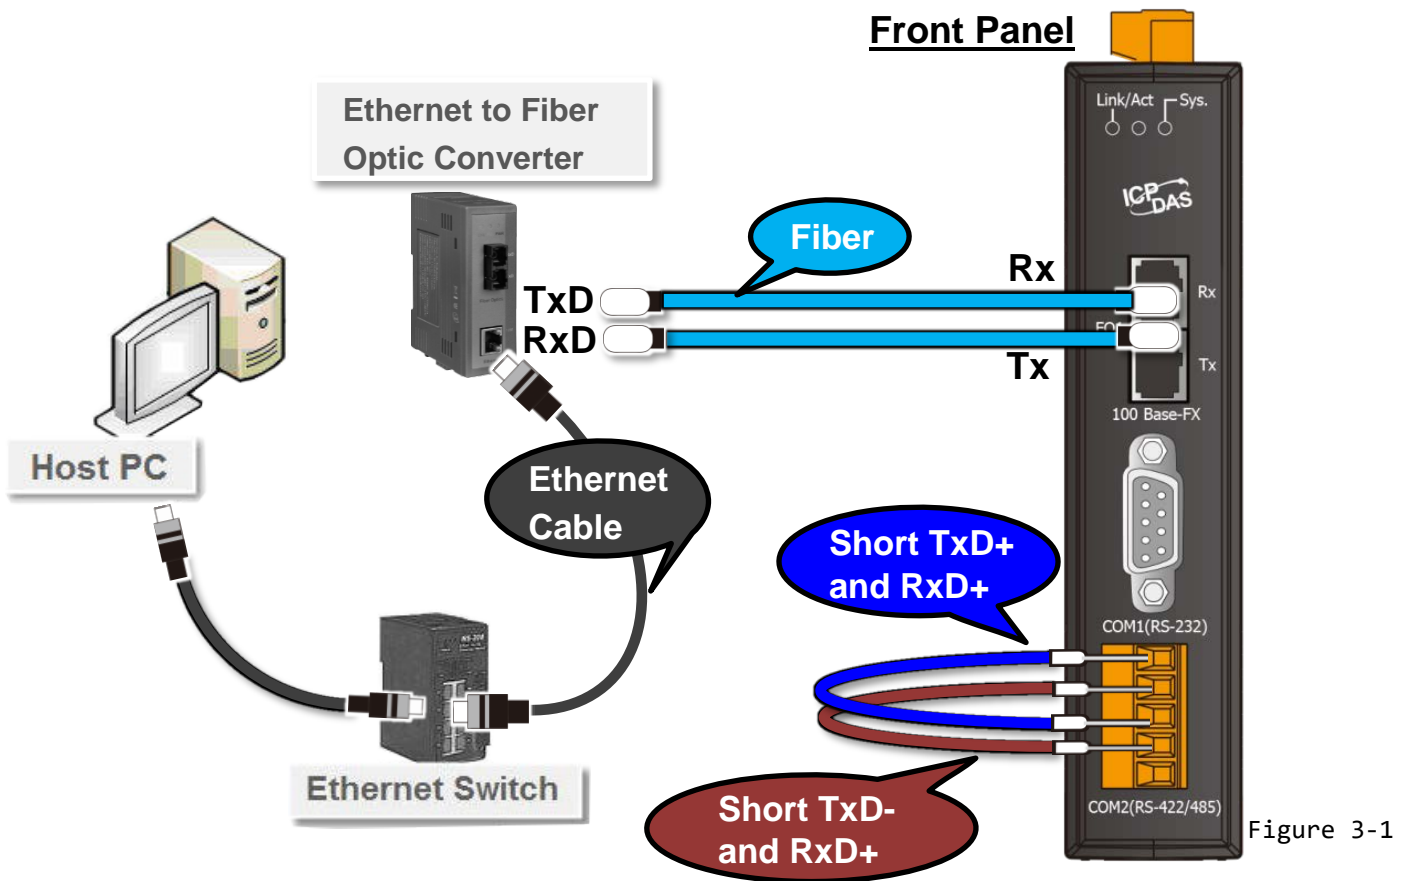 Front Panel
Ethernet to Fiber
Optic Converter
Link/Act
Sys.
ICP
DAS
Fiber
Rx
TxD
Rx
RxD
Tx
Tx
100 Base-FX
Host PC
Ethernet
Cable
Short TxD+
and RxD+
COM1(RS-232)
NS-208
Ethernet Switch
Short TxD-
and RxD+
COM2(RS-422/485)
Figure 3-1